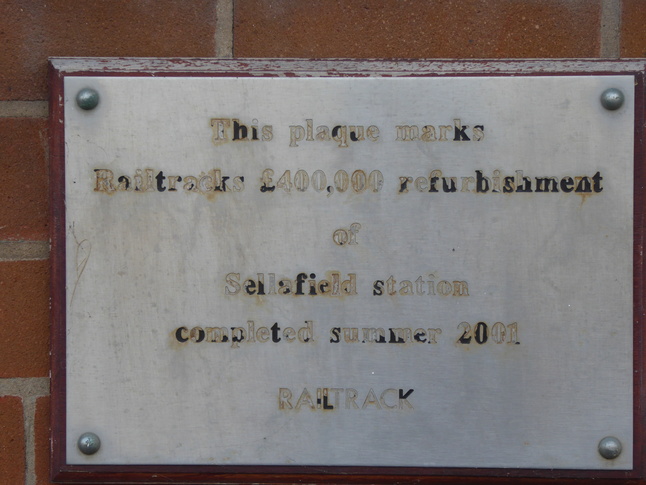 This plaque marks
Railtracks £400,000 refurbishment
of
Sellafield station
completed summer 2001
RAILTRACK